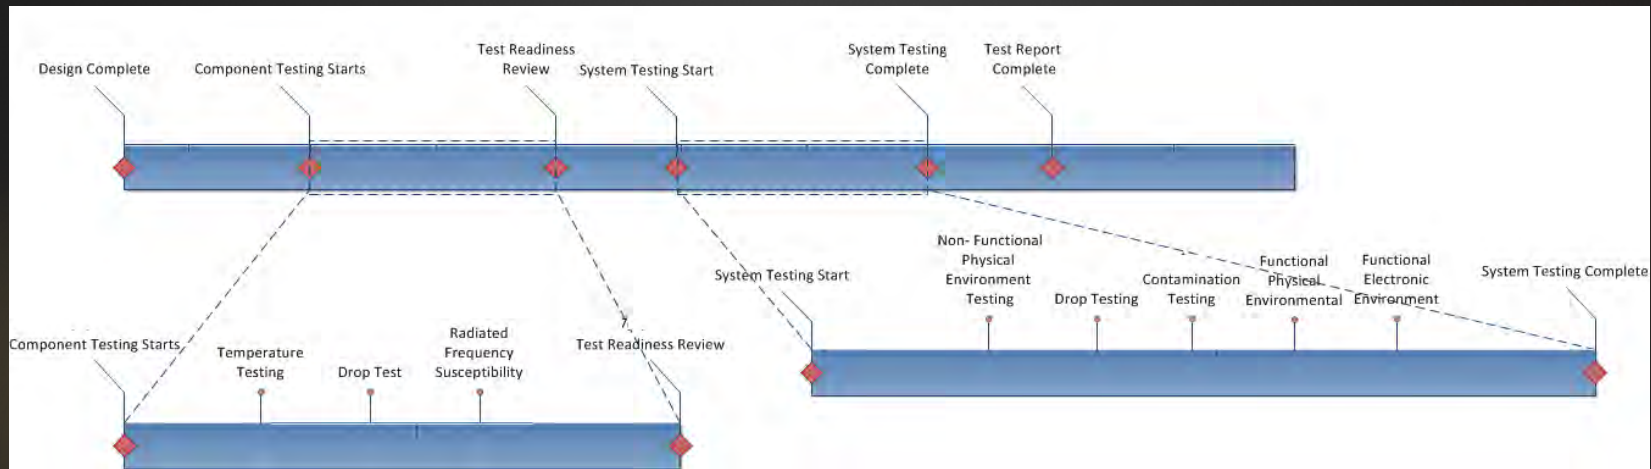 Design Complete
Component Testing Starts
Test Readiness
Review
System Testing Start
System Testing
Complete
Test Report
Complete
System Testing Start
Non- Functional
Physical
Environment
Testing
Drop Testing
Contamination
Testing
Functional
Physical
Environmental
Functional
Electronic
Environment
System Testing Complete
Component Testing Starts
Temperature
Testing
Drop Test
Radiated
Frequency
Susceptibility
Test Readiness Review